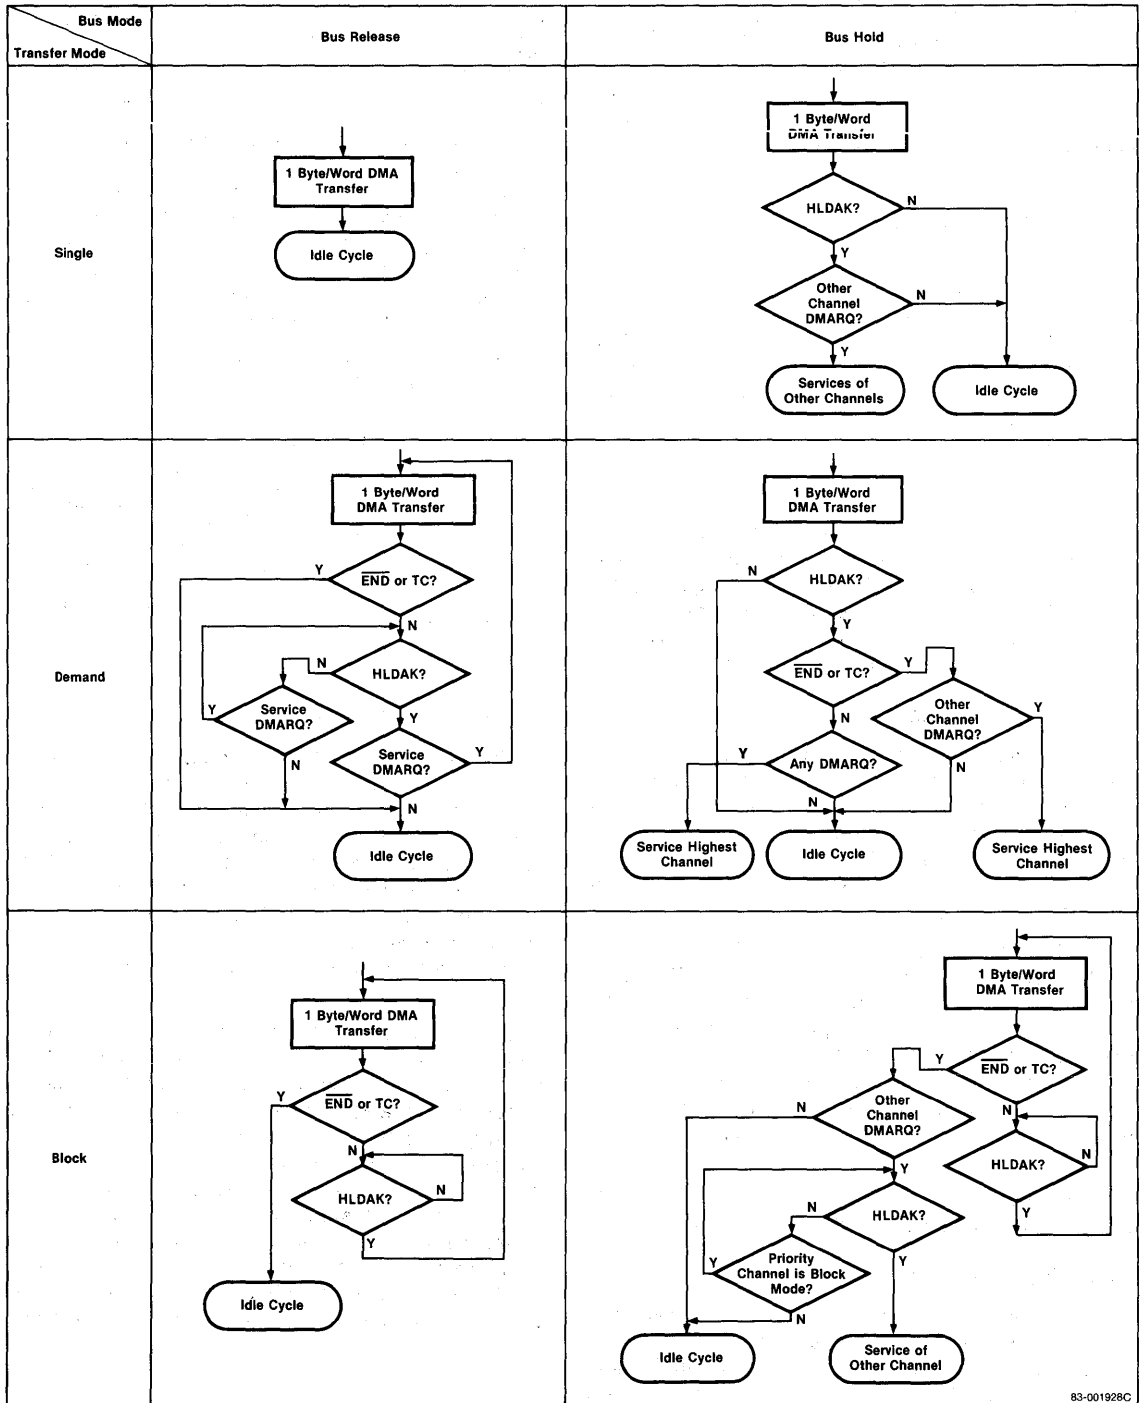 Bus Mode
Transfer Mode
Bus Release
Bus Hold
Single
1 Byte/Word DMA
Transfer
Idle Cycle
1 Byte/Word
DMA Transfer
HLDAK?
N
Y
Other
Channel
DMARQ?
N
Y
Services of
Other Channels
Idle Cycle
Demand
1 Byte/Word
DMA Transfer
Y
END or TC?
N
N
HLDAK?
Y
Service
DMARQ?
N
Y
Service
DMARQ?
Y
N
Idle Cycle
1 Byte/Word
DMA Transfer
N
HLDAK?
Y
END or TC?
Y
N
Other
Channel
DMARQ?
Y
N
Y
Any DMARQ?
N
Service Highest
Channel
Idle Cycle
Service Highest
Channel
Block
1 Byte/Word DMA
Transfer
Y
END or TC?
N
HLDAK?
N
Y
Idle Cycle
1 Byte/Word
DMA Transfer
Y
END or TC?
N
HLDAK?
N
Y
N
Other
Channel
DMARQ?
Y
N
HLDAK?
Y
Y
Priority
Channel is Block
Mode?
N
Idle Cycle
Service of
Other Channel
83-001928C